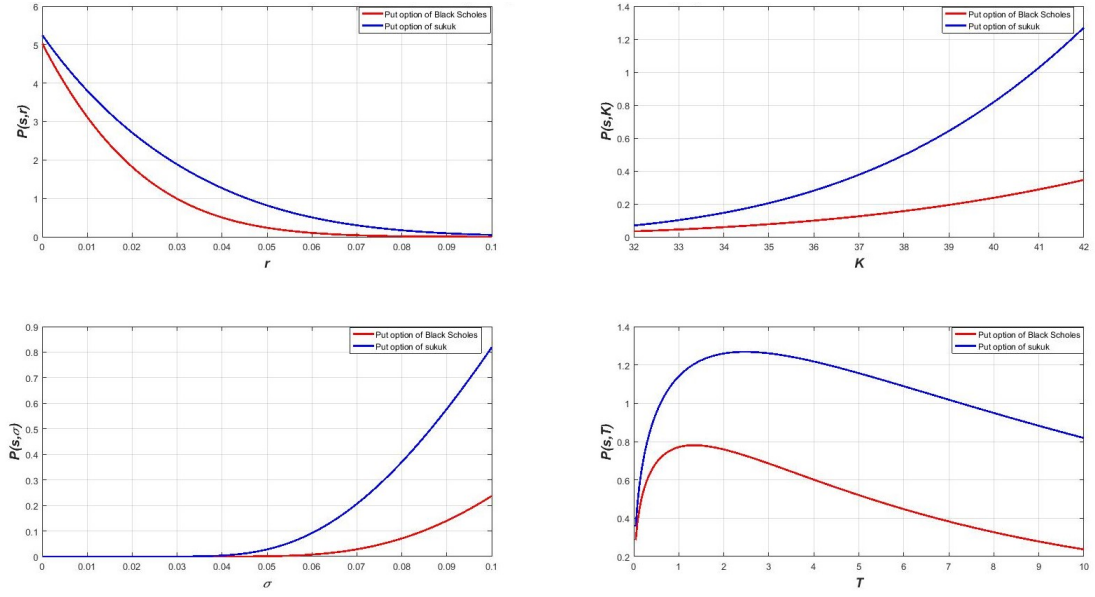 Put option of Black Scholes
Put option of sukuk
P(s,r)
6
5
4
3
2
1
0
0 0.01 0.02 0.03 0.04 0.05 0.06 0.07 0.08 0.09 0.1
r
Put option of Black Scholes
Put option of sukuk
P(s,K)
1.4
1.2
1
0.8
0.6
0.4
0.2
0
32 33 34 35 36 37 38 39 40 41 42
K
Put option of Black Scholes
Put option of sukuk
P(s,σ)
0.9
0.8
0.7
0.6
0.5
0.4
0.3
0.2
0.1
0
0 0.01 0.02 0.03 0.04 0.05 0.06 0.07 0.08 0.09 0.1
σ
Put option of Black Scholes
Put option of sukuk
P(s,T)
1.4
1.2
1
0.8
0.6
0.4
0.2
0 1 2 3 4 5 6 7 8 9 10
T